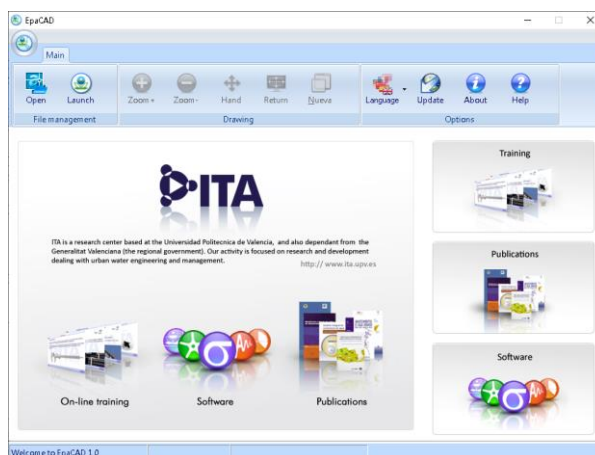 EpaCAD
Main
Open
Launch
Zoom+
Zoom-
Hand
Return
Nueva
Language
Update
About
Help
File management
Drawing
Options
ITA
ITA is a research center based at the Universidad Politecnica de Valencia, and also dependant from the
Generalitat Valenciana (the regional government). Our activity is focused on research and development
dealing with urban water engineering and management.
http:// www.ita.upv.es
On-line training
Software
Publications
Training
Publications
Software
Welcome to EpaCAD 1.0